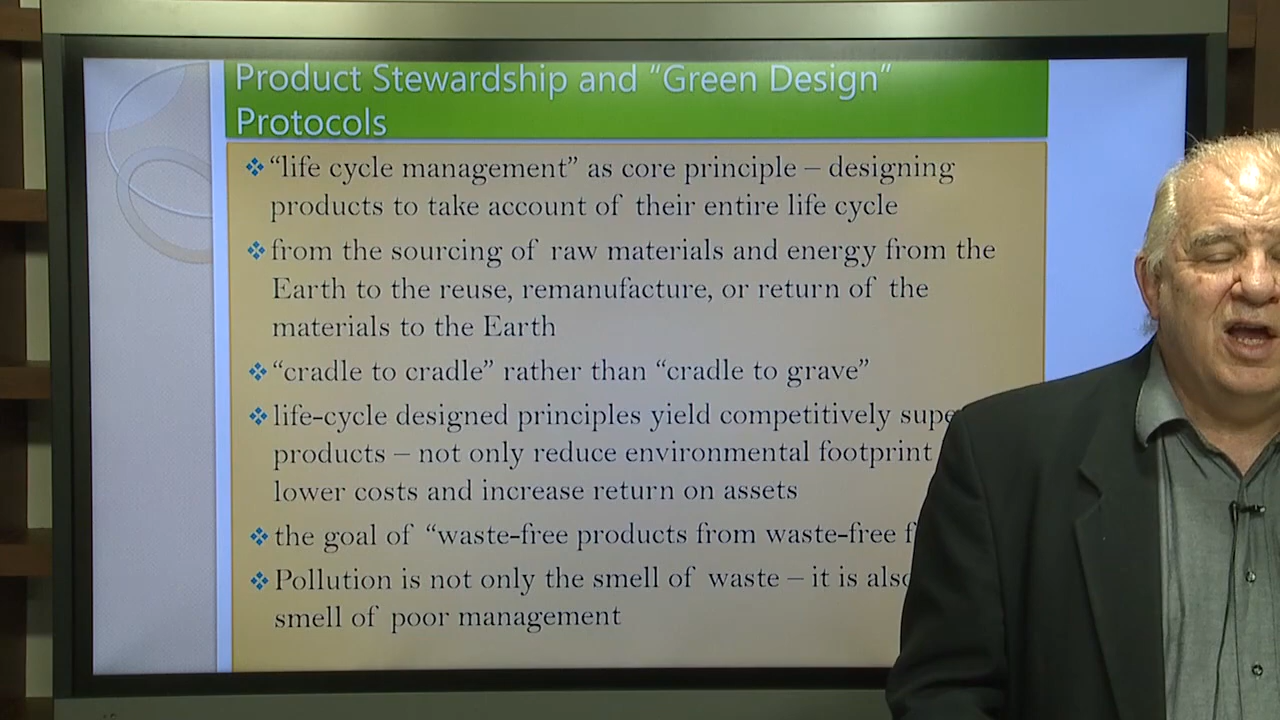 Product Stewardship and “Green Design”
Protocols
“life cycle management” as core principle – designing
products to take account of their entire life cycle
from the sourcing of raw materials and energy from the
Earth to the reuse, remanufacture, or return of the
materials to the Earth
“cradle to cradle” rather than “cradle to grave”
life-cycle designed principles yield competitively
products – not only reduce environmental footprint
lower costs and increase return on assets
the goal of “waste-free products from waste-free
Pollution is not only the smell of waste – it is also
smell of poor management